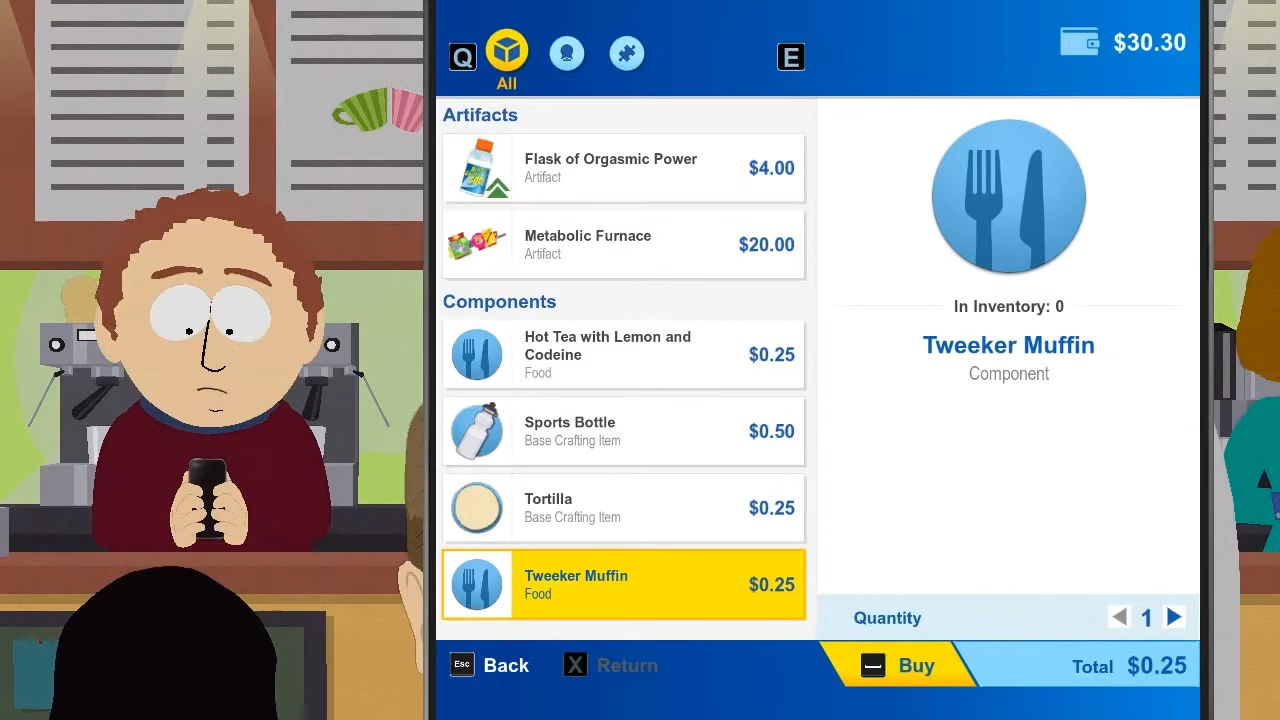 Q
All
E
$30.30
Artifacts
Flask of Orgasmic Power
Artifact
$4.00
Metabolic Furnace
Artifact
$20.00
Components
Hot Tea with Lemon and
Codeine
Food
$0.25
Sports Bottle
Base Crafting Item
$0.50
Tortilla
Base Crafting Item
$0.25
Tweeker Muffin
Food
$0.25
In Inventory: 0
Tweeker Muffin
Component
Quantity
1
Esc
Back
X
Return
Buy
Total
$0.25